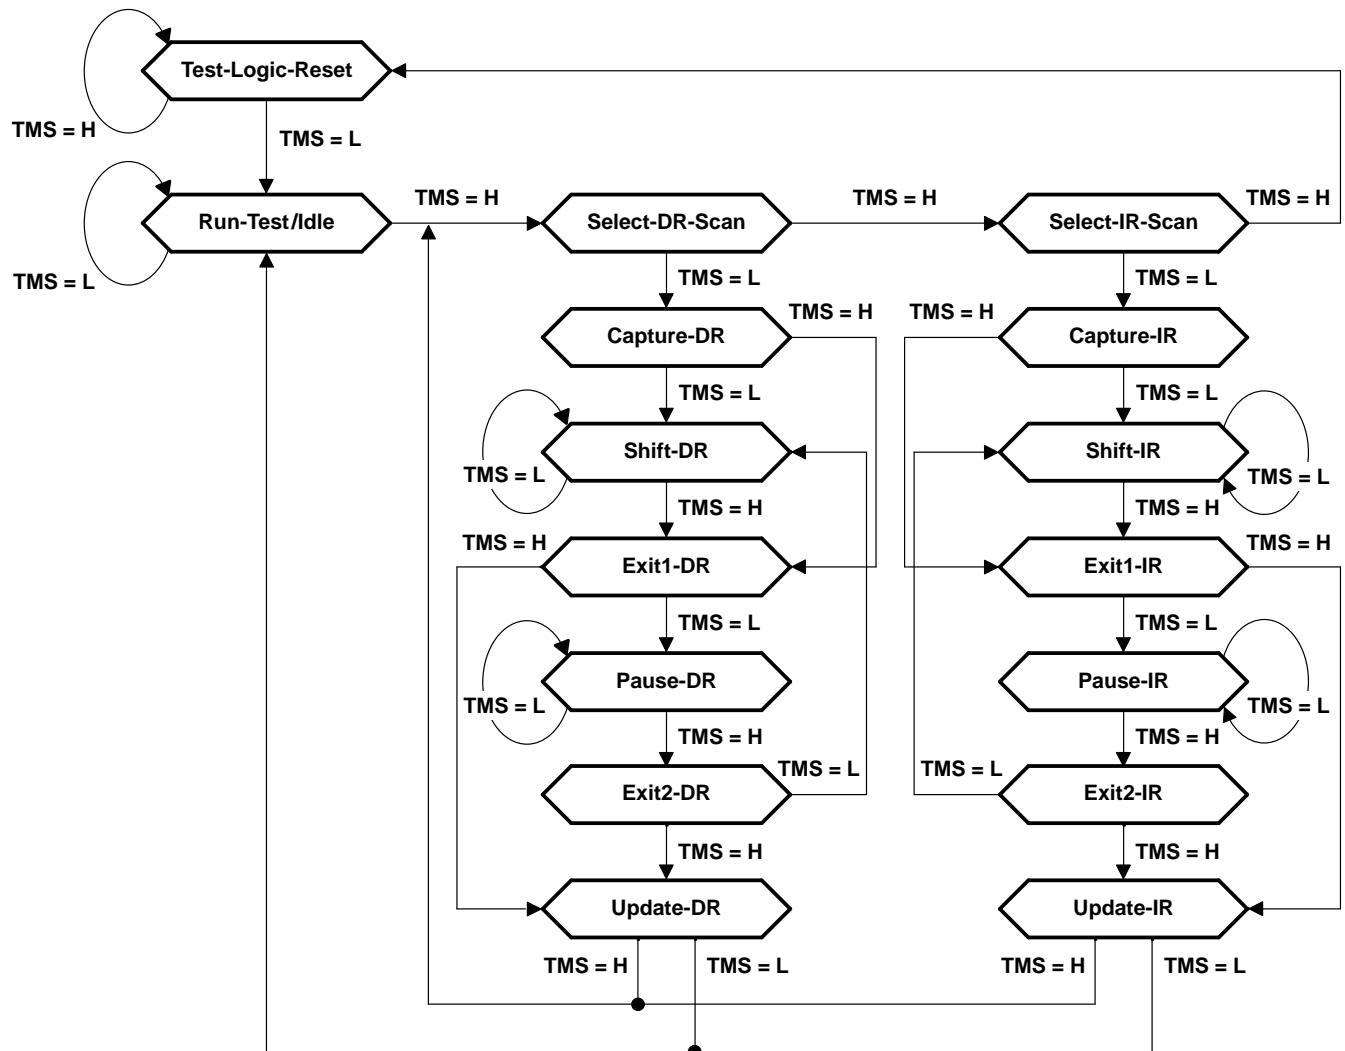 Test-Logic-Reset
TMS = H
TMS = L
TMS = H
TMS = H
TMS = H
Run-Test/Idle
Select-DR-Scan
Select-IR-Scan
TMS = L
TMS = L
TMS = L
TMS = H
TMS = H
Capture-DR
Capture-IR
TMS = L
TMS = L
Shift-DR
Shift-IR
TMS = L
TMS = L
TMS = H
TMS = H
TMS = H
TMS = H
Exit1-DR
Exit1-IR
TMS = L
TMS = L
Pause-DR
Pause-IR
TMS = L
TMS = L
TMS = H
TMS = H
TMS = L
TMS = L
Exit2-DR
Exit2-IR
TMS = H
TMS = H
Update-DR
Update-IR
TMS = H
TMS = L
TMS = H
TMS = L